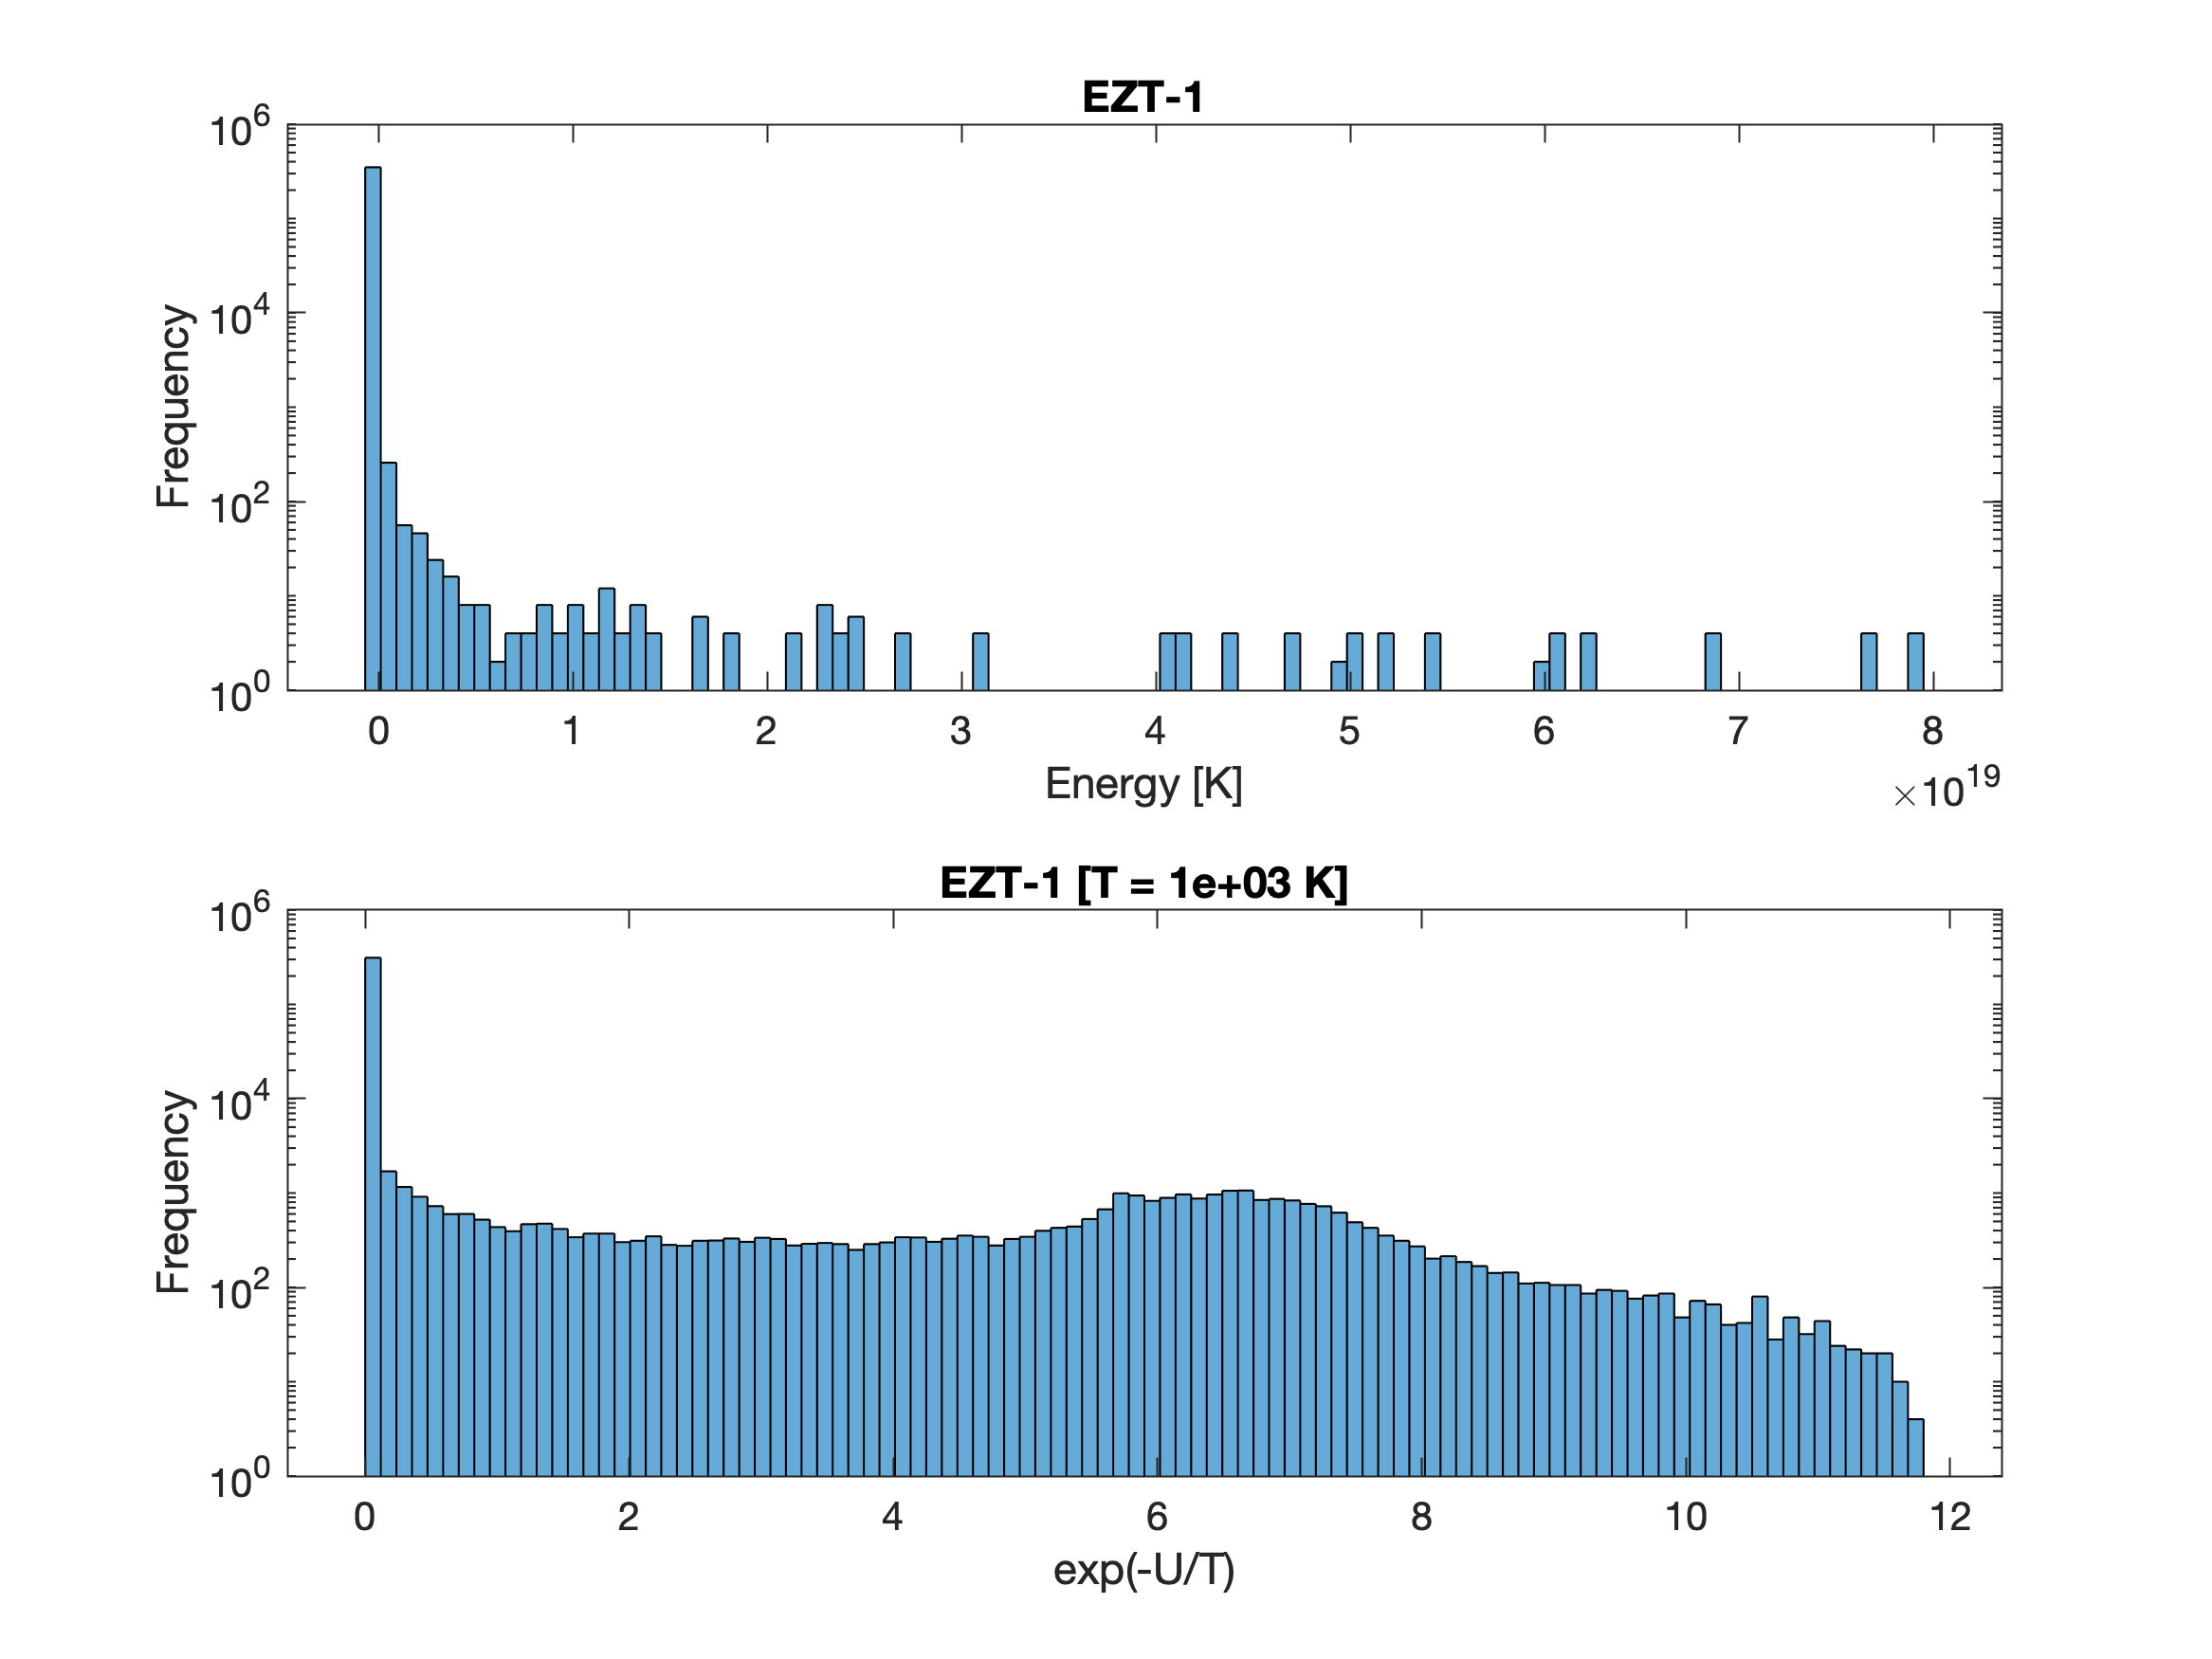 EZT-1
10^6
10^4
10^2
10^0
Frequency
0 1 2 3 4 5 6 7 8
Energy [K]
×10^19
EZT-1 [T = 1e+03 K]
10^6
10^4
10^2
10^0
Frequency
0 2 4 6 8 10 12
exp(-U/T)